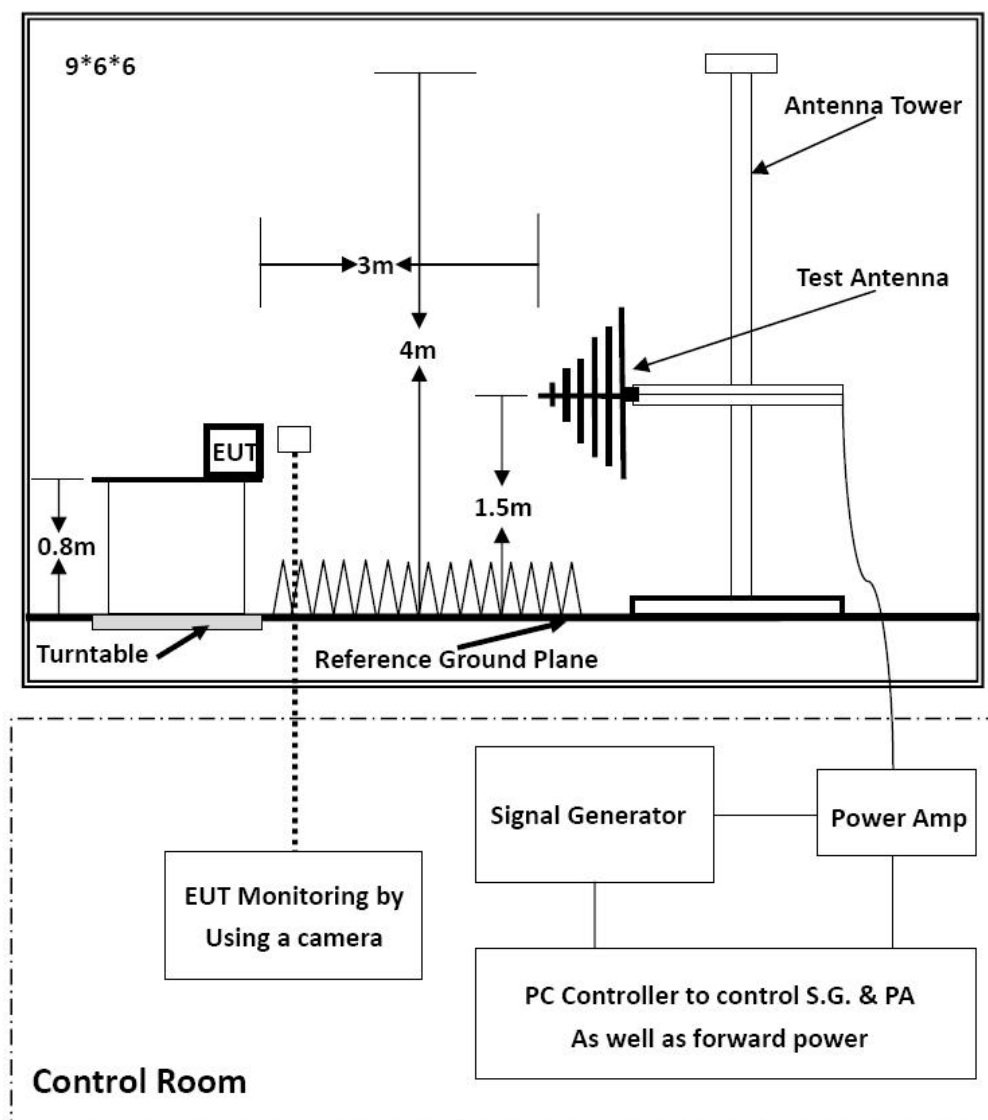 9*6*6
Antenna Tower
3m
Test Antenna
4m
EUT
1.5m
0.8m
Turntable
Reference Ground Plane
Signal Generator
Power Amp
EUT Monitoring by
Using a camera
PC Controller to control S.G. & PA
As well as forward power
Control Room